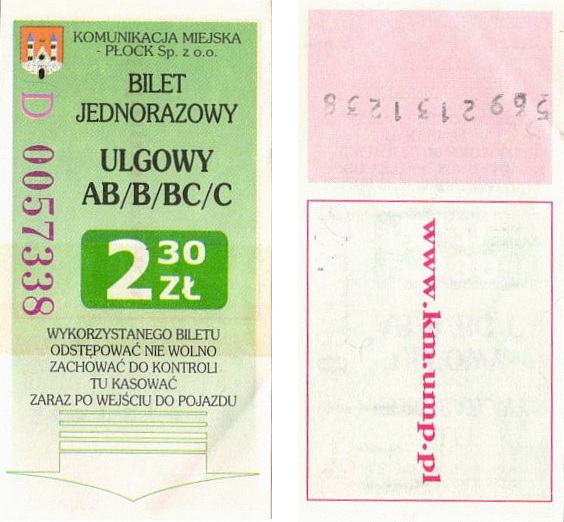 KOMUNIKACJA MIEJSKA
- PŁOCK Sp. z o.o.
BILET
JEDNORAZOWY
ULGOWY
AB/B/BC/C
2 30 ZŁ
WYKORZYSTANEGO BILETU
ODSTĘPOWAĆ NIE WOLNO
ZACHOWAĆ DO KONTROLI
TU KASOWAĆ
ZARAZ PO WEJŚCIU DO POJAZDU
D 0057338
www.km.ump.pl